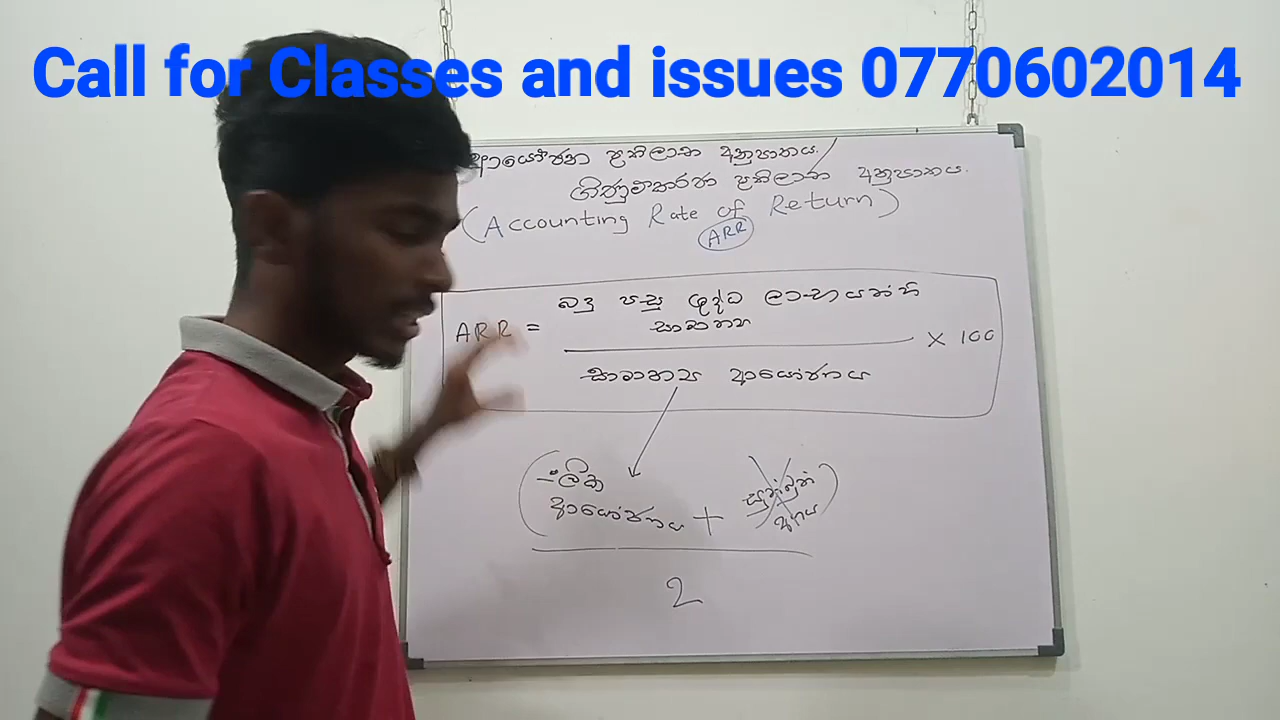 Call for Classes and issues 0770602014
ආයෝජන ප්‍රතිලාභ අනුපාතය /
ගිණුම්කරණ ප්‍රතිලාභ අනුපාතය.
(Accounting Rate of Return)
ARR
ARR = බදු පසු ශුද්ධ ලාභයන්හි
සාමාන්‍ය
X 100
සාමාන්‍ය ආයෝජනය
මූලික
ආයෝජනය +
සුන්බුන්
අගය
2